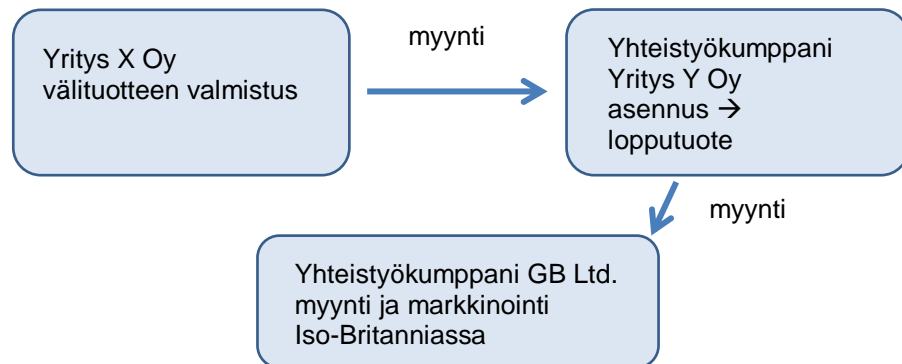 Yritys X Oy
välituotteen valmistus
myynti
Yhteistyökumppani
Yritys Y Oy
asennus →
lopputuote
myynti
Yhteistyökumppani GB Ltd.
myynti ja markkinointi
Iso-Britanniassa